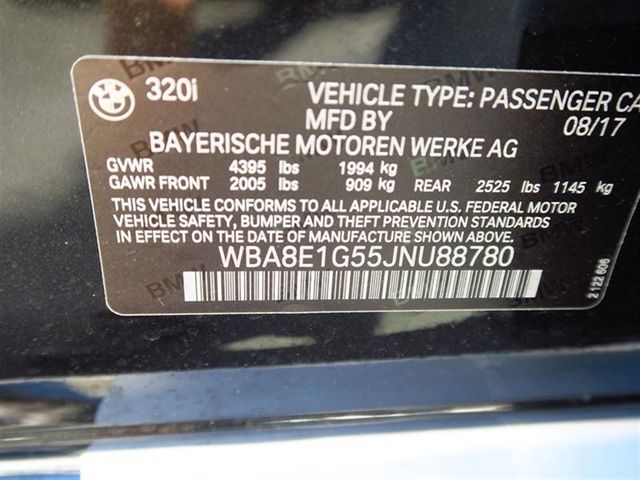 320i VEHICLE TYPE: PASSENGER CA
MFD BY 08/17
BAYERISCHE MOTOREN WERKE AG
GVWR 4395 lbs 1994 kg
GAWR FRONT 2005 lbs 909 kg REAR 2525 lbs 1145 kg
THIS VEHICLE CONFORMS TO ALL APPLICABLE U.S. FEDERAL MOTOR
VEHICLE SAFETY, BUMPER AND THEFT PREVENTION STANDARDS
IN EFFECT ON THE DATE OF MANUFACTURE SHOWN ABOVE.
WBA8E1G55JNU88780
2 122 606